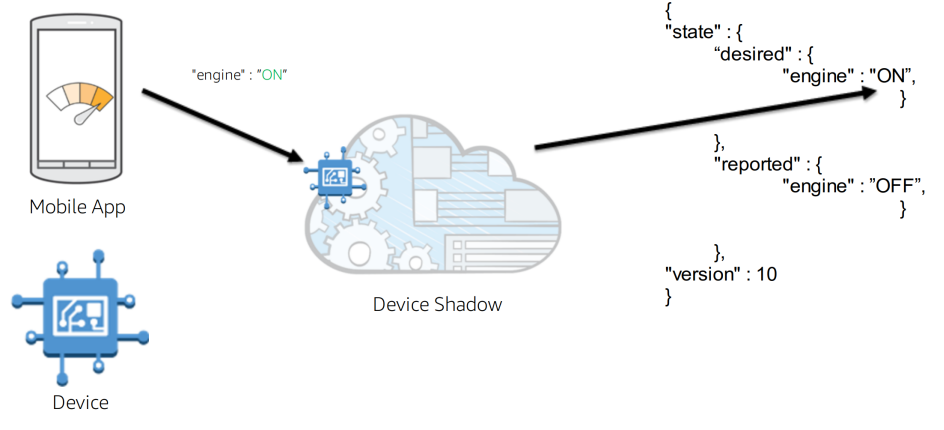 "engine" : ”ON”
Mobile App
Device
Device Shadow
{
"state" : {
“desired" : {
"engine" : "ON”,
}
},
"reported" : {
"engine" : ”OFF”,
}
},
"version" : 10
}